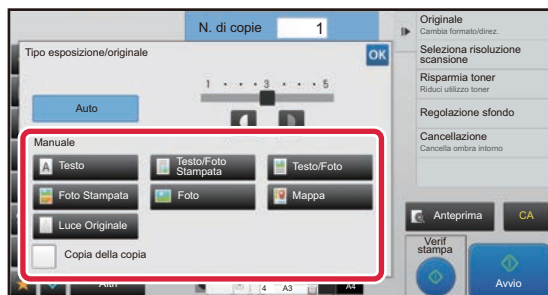 N. di copie 1
Tipo esposizione/originale
OK
1 3 5
Auto
Manuale
Testo
Testo/Foto
Stampata
Testo/Foto
Foto Stampata
Foto
Mappa
Luce Originale
Copia della copia
Altri
4 A3
A4
Originale
Cambia formato/direz.
Seleziona risoluzione
scansione
Risparmia toner
Riduci utilizzo toner
Regolazione sfondo
Cancellazione
Cancella ombra intorno
Anteprima
CA
Verif
stampa
Avvio